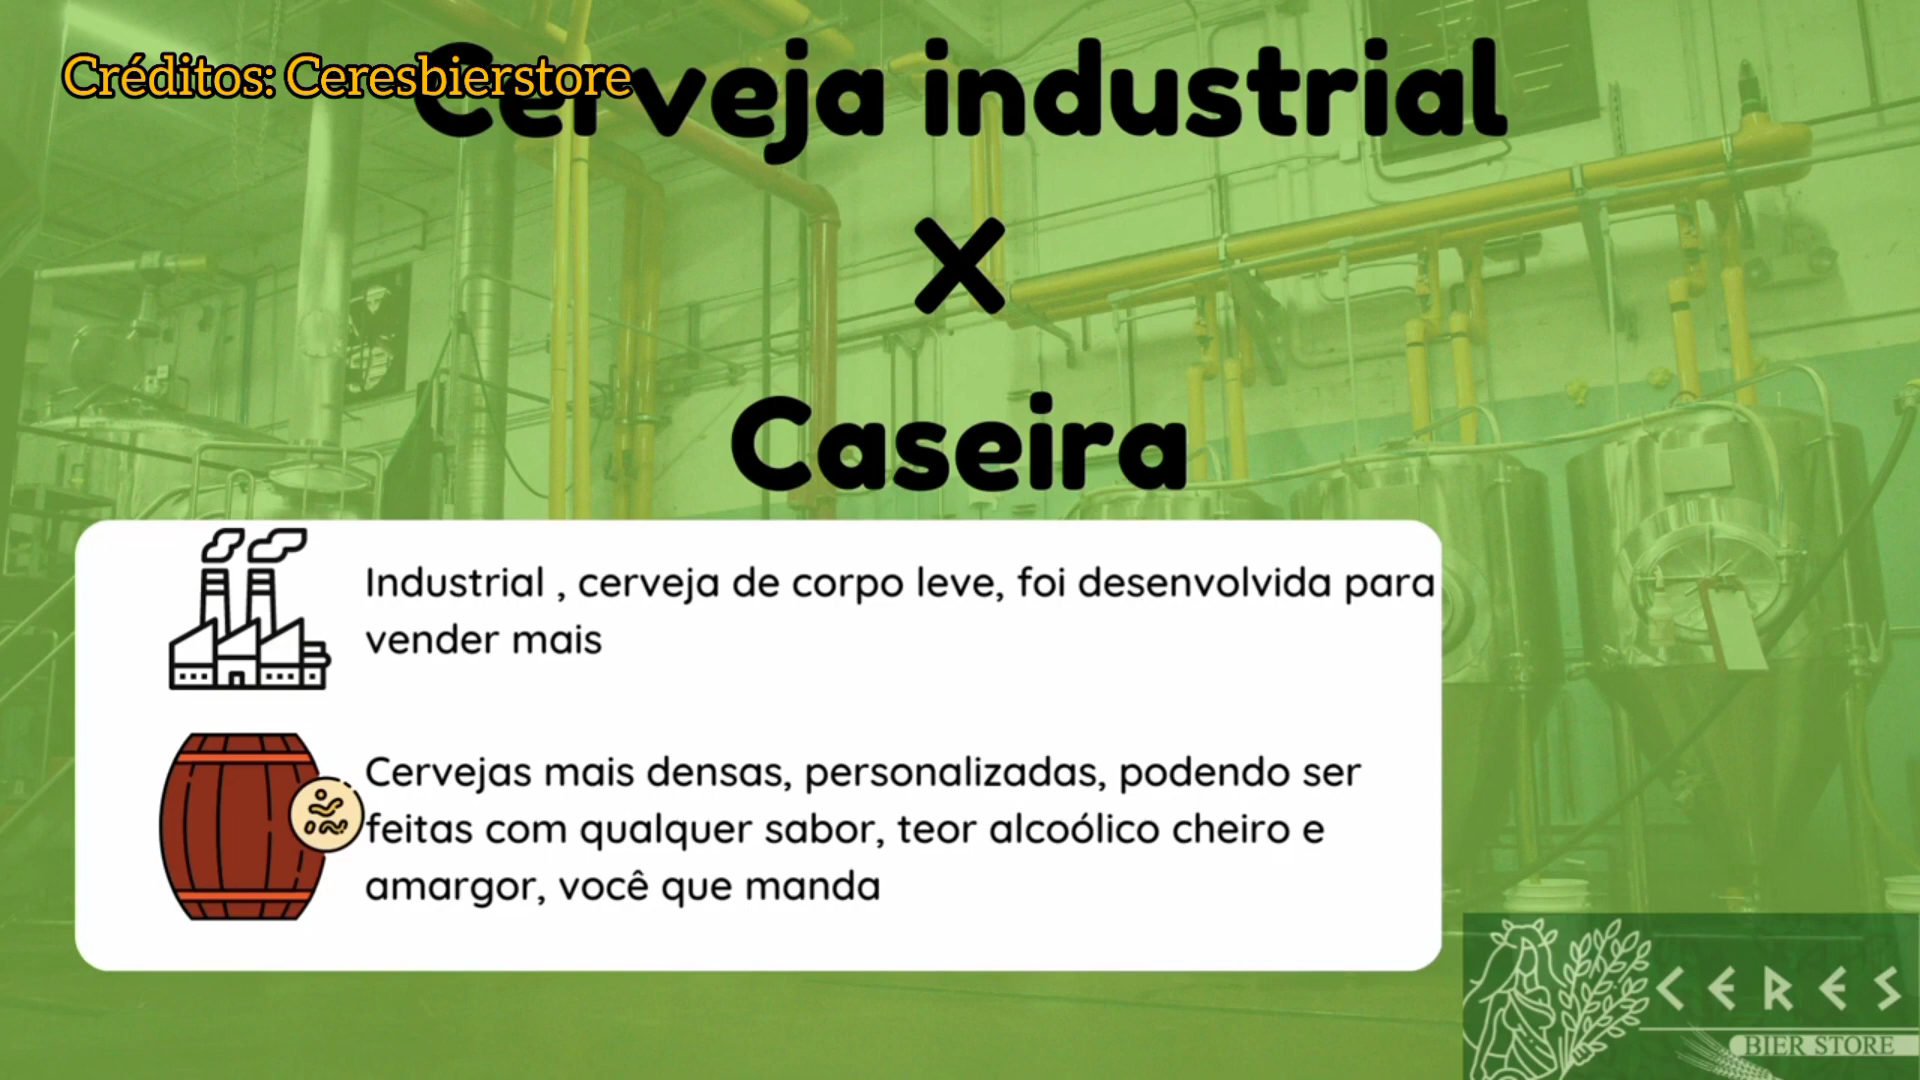 Créditos: Ceresbierstore
Cerveja industrial
X
Caseira
Industrial , cerveja de corpo leve, foi desenvolvida para
vender mais
Cervejas mais densas, personalizadas, podendo ser
feitas com qualquer sabor, teor alcoólico cheiro e
amargor, você que manda
CERES
BIER STORE